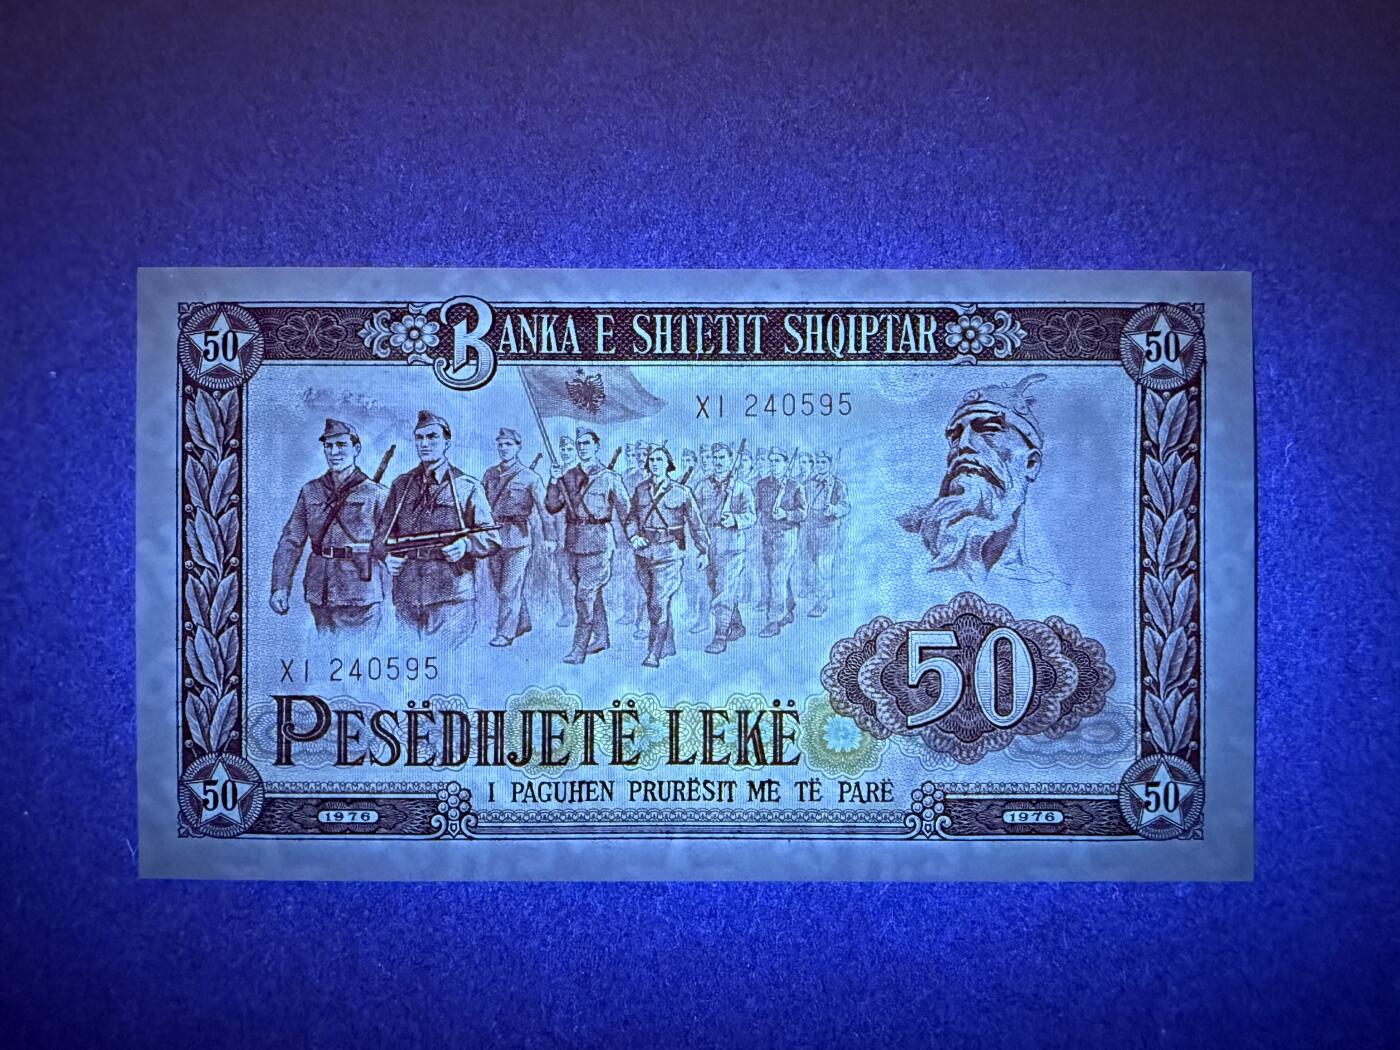 50
BANKA E SHTETIT SHQIPTAR
50
XI 240595
XI 240595
50
PESËDHJETË LEKË
50
I PAGUHEN PRURËSIT ME TË PARË
50
1976
1976